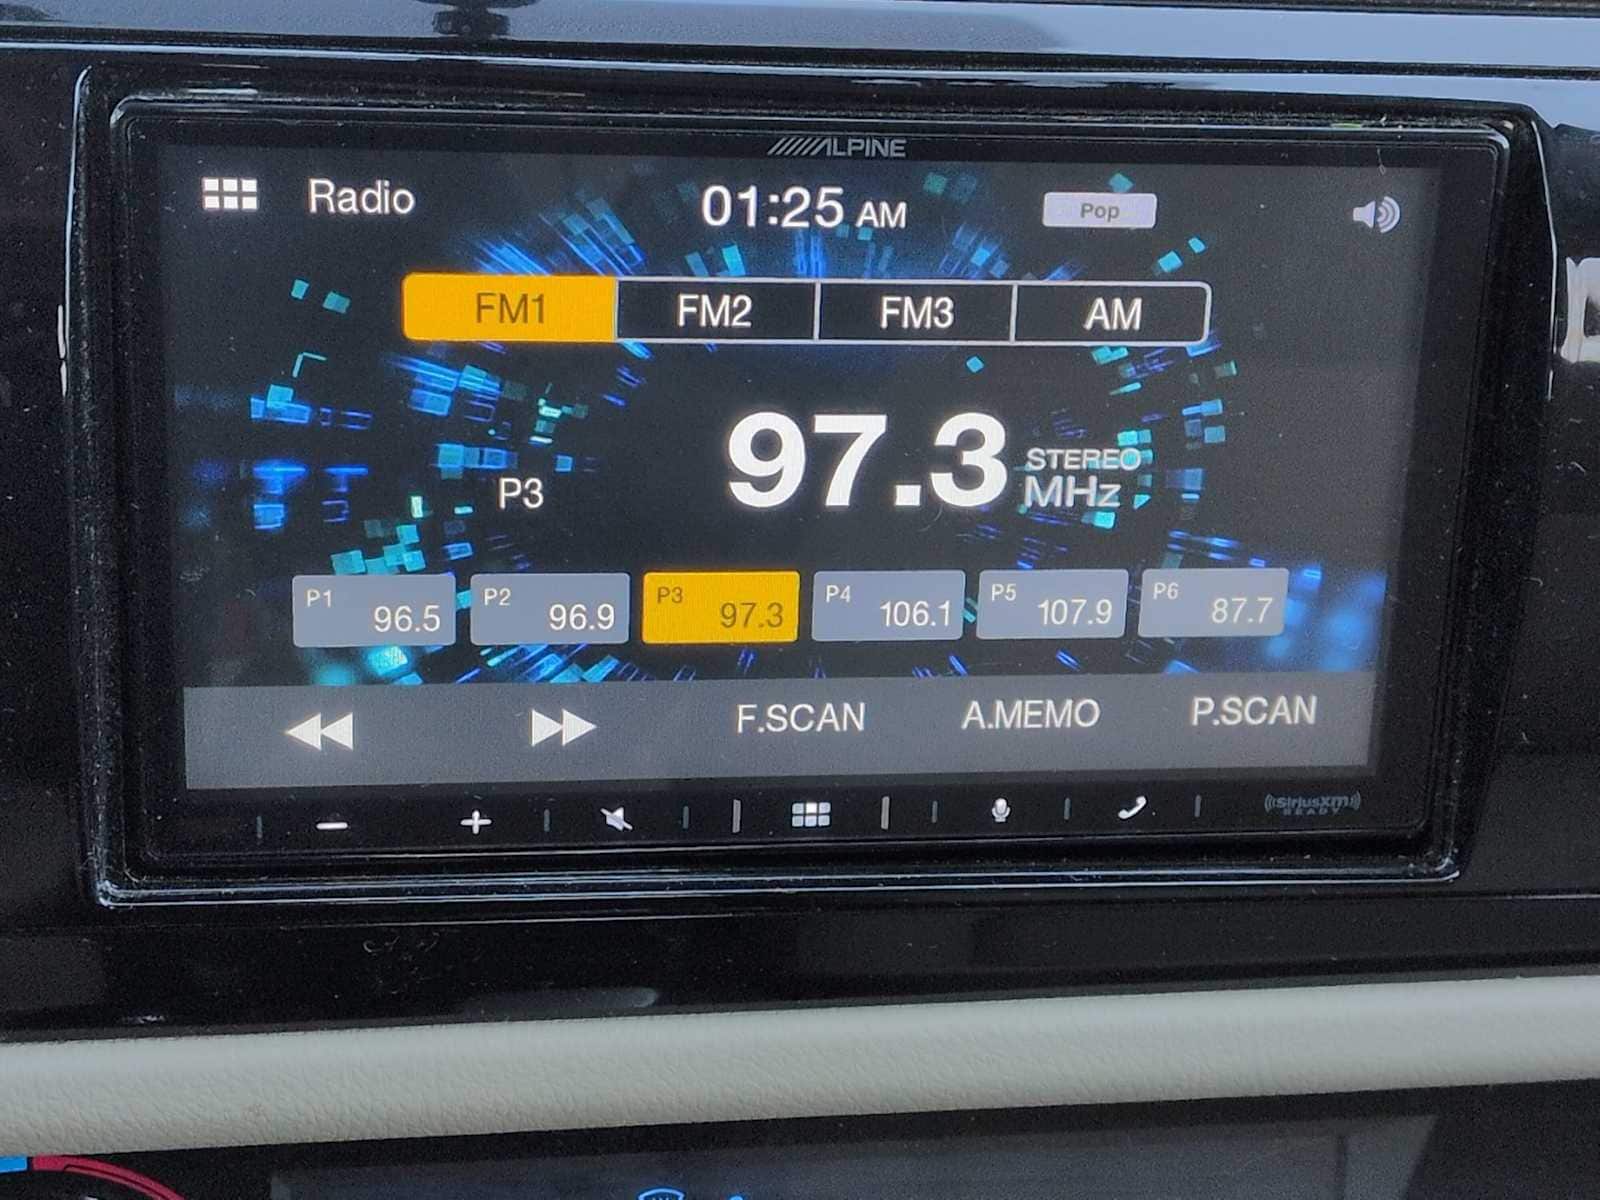 ALPINE
Radio 01:25 AM Pop
FM1 FM2 FM3 AM
P3 97.3 STEREO MHz
P1 96.5 P2 96.9 P3 97.3 P4 106.1 P5 107.9 P6 87.7
F.SCAN A.MEMO P.SCAN
SiriusXM
READY